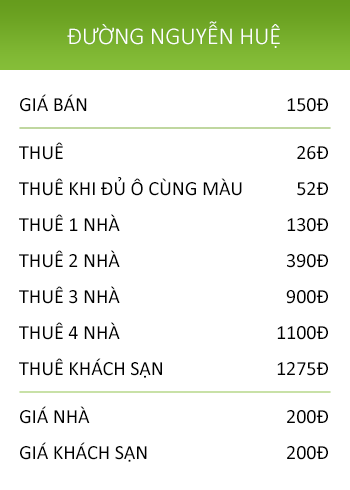 ĐƯỜNG NGUYỄN HUỆ
GIÁ BÁN 150Đ
THUÊ 26Đ
THUÊ KHI ĐỦ Ô CÙNG MÀU 52Đ
THUÊ 1 NHÀ 130Đ
THUÊ 2 NHÀ 390Đ
THUÊ 3 NHÀ 900Đ
THUÊ 4 NHÀ 1100Đ
THUÊ KHÁCH SẠN 1275Đ
GIÁ NHÀ 200Đ
GIÁ KHÁCH SẠN 200Đ